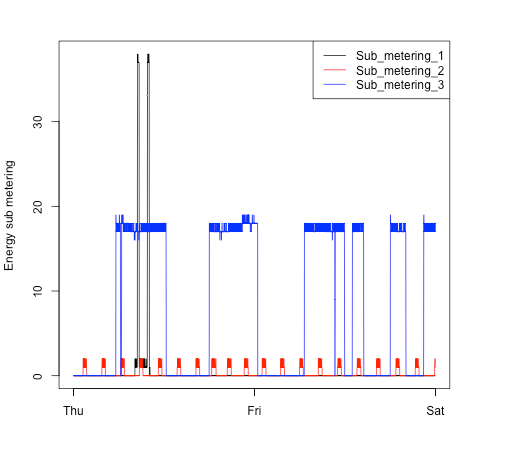 Sub_metering_1
Sub_metering_2
Sub_metering_3
Energy sub metering
30
20
10
0
Thu Fri Sat